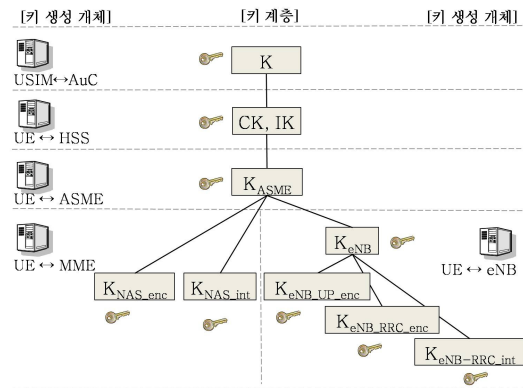 [키 생성 개체] [키 계층] [키 생성 개체]
K
USIM↔AuC
CK, IK
UE ↔ HSS
K_ASME
UE ↔ ASME
K_eNB
UE ↔ MME
UE ↔ eNB
K_NAS_enc K_NAS_int K_eNB_UP_enc
K_eNB_RRC_enc
K_eNB-RRC_int